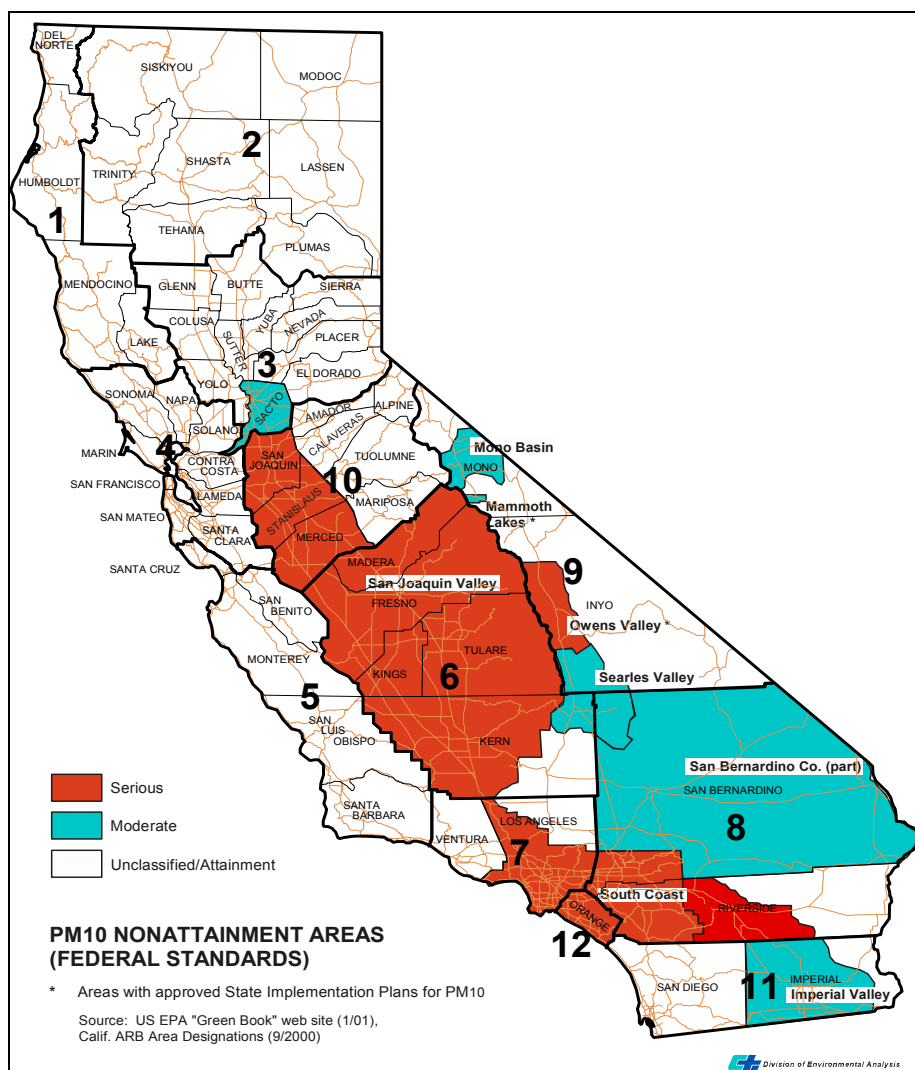 DEL
NORTE
SISKIYOU
MODOC
2
SHASTA
TRINITY
LASSEN
HUMBOLDT
1
TEHAMA
PLUMAS
MENDOCINO
GLENN
BUTTE
SIERRA
COLUSA
YUBA
NEVADA
SUTTER
PLACER
LAKE
3
EL DORADO
YOLO
SONOMA
NAPA
SACTO
ALPINE
AMADOR
SOLANO
CALAVERAS
4
Mono Basin
MARIN
CONTRA
COSTA
SAN
JOAQUIN
TUOLUMNE
MONO
SAN FRANCISCO
10
ALAMEDA
STANISLAUS
MARIPOSA
Mammoth
Lakes *
SAN MATEO
SANTA
CLARA
MERCED
SANTA CRUZ
MADERA
9
San Joaquin Valley
SAN
BENITO
FRESNO
INYO
Owens Valley *
MONTEREY
TULARE
KINGS
6
Searles Valley
5
SAN
LUIS
OBISPO
KERN
San Bernardino Co. (part)
SAN BERNARDINO
SANTA
BARBARA
VENTURA
LOS ANGELES
8
7
South Coast
ORANGE
RIVERSIDE
12
SAN DIEGO
11
IMPERIAL
Imperial Valley
Serious
Moderate
Unclassified/Attainment
PM10 NONATTAINMENT AREAS
(FEDERAL STANDARDS)
* Areas with approved State Implementation Plans for PM10
Source: US EPA "Green Book" web site (1/01),
Calif. ARB Area Designations (9/2000)
Division of Environmental Analysis